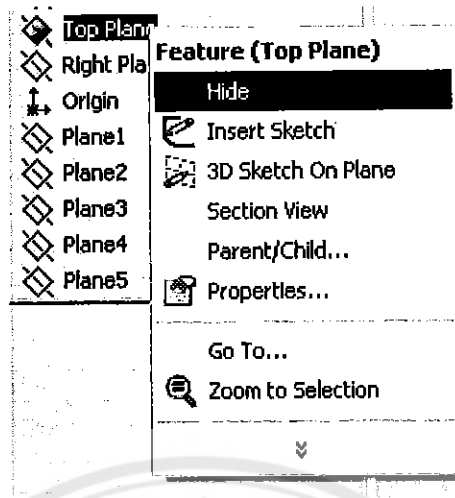 Top Plane
Right Pla
Origin
Plane1
Plane2
Plane3
Plane4
Plane5
Feature (Top Plane)
Hide
Insert Sketch
3D Sketch On Plane
Section View
Parent/Child...
Properties...
Go To...
Zoom to Selection